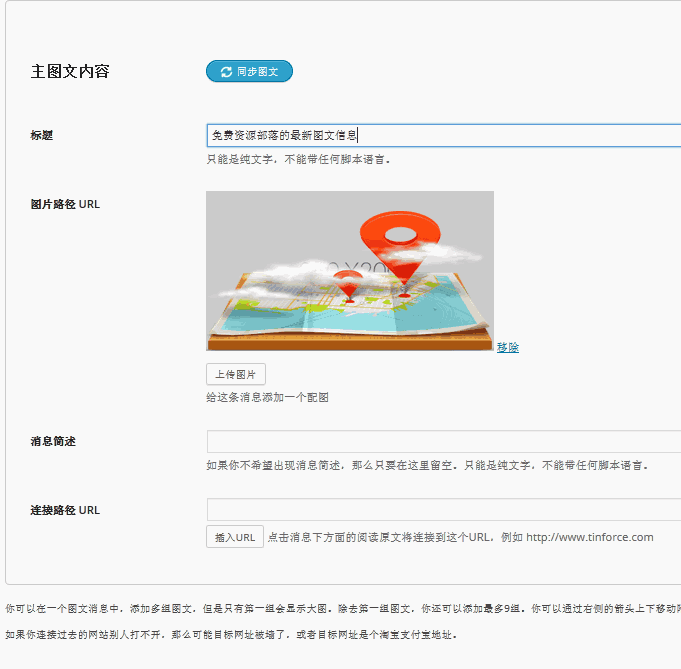 主图文内容
同步图文
标题
免费资源部落的最新图文信息
只能是纯文字，不能带任何脚本语言。
图片路径 URL
移除
上传图片
给这条消息添加一个配图
消息简述
如果你不希望出现消息简述，那么只要在这里留空。只能是纯文字，不能带任何脚本语言。
连接路径 URL
插入URL 点击消息下方面的阅读原文将连接到这个URL，例如 http://www.tinforce.com
你可以在一个图文消息中，添加多组图文，但是只有第一组会显示大图。除去第一组图文，你还可以添加最多9组。你可以通过右侧的箭头上下移动
如果你连接过去的网站别人打不开，那么可能目标网址被墙了，或者目标网址是个淘宝支付宝地址。